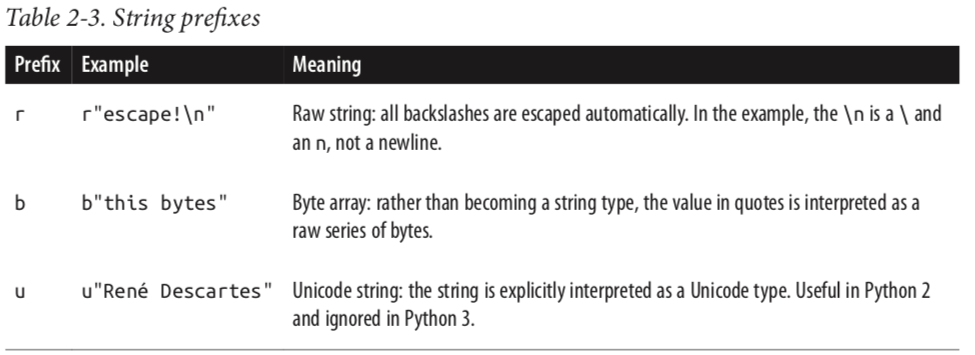 Table 2-3. String prefixes
Prefix Example Meaning
r r"escape!\n" Raw string: all backslashes are escaped automatically. In the example, the \n is a \ and
an n, not a newline.
b b"this bytes" Byte array: rather than becoming a string type, the value in quotes is interpreted as a
raw series of bytes.
u u"René Descartes" Unicode string: the string is explicitly interpreted as a Unicode type. Useful in Python 2
and ignored in Python 3.